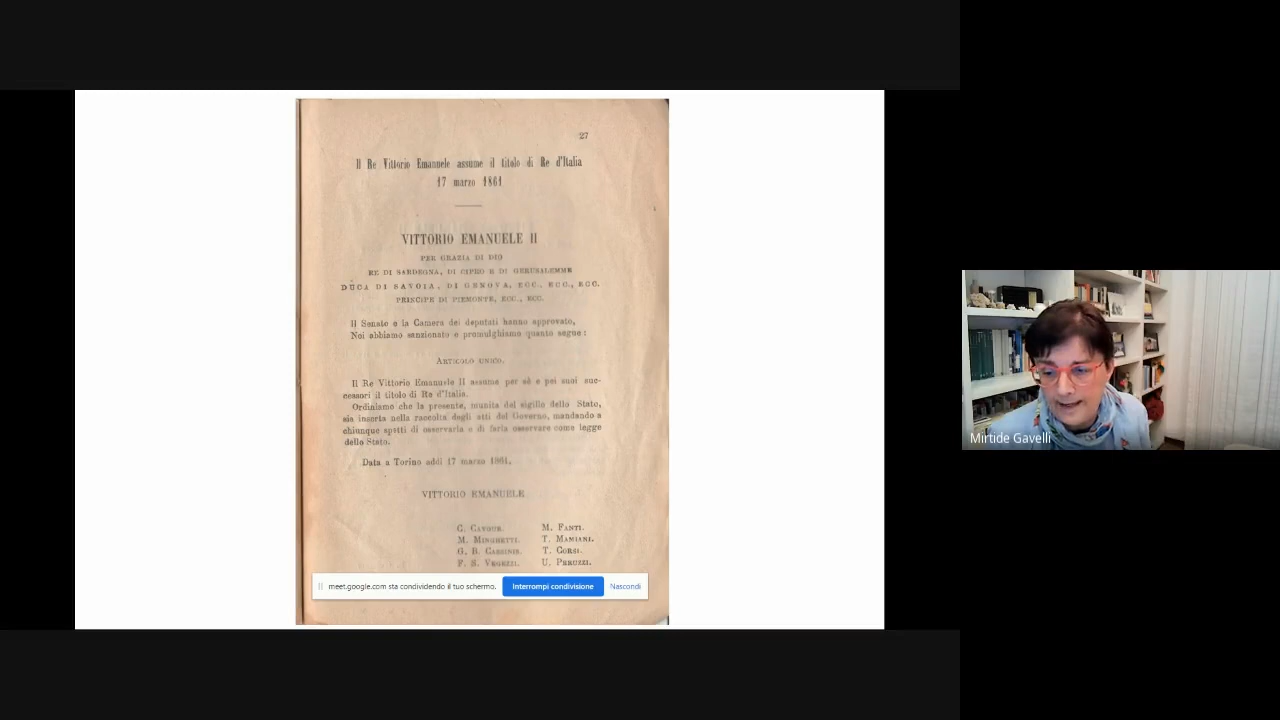 27
Il Re Vittorio Emanuele assume il titolo di Re d'Italia
17 marzo 1861
VITTORIO EMANUELE II
PER GRAZIA DI DIO
RE DI SARDEGNA, DI CIPRO E DI GERUSALEMME
DUCA DI SAVOIA, DI GENOVA, ECC., ECC., ECC.
PRINCIPE DI PIEMONTE, ECC., ECC.
Il Senato e la Camera dei deputati hanno approvato,
Noi abbiamo sanzionato e promulghiamo quanto segue:
ARTICOLO UNICO.
Il Re Vittorio Emanuele II assume per sè e pei suoi suc-
cessori il titolo di Re d'Italia.
Ordiniamo che la presente, munita del sigillo dello Stato,
sia inserta nella raccolta degli atti del Governo, mandando a
chiunque spetti di osservarla e di farla osservare come legge
dello Stato.
Data a Torino addì 17 marzo 1861.
VITTORIO EMANUELE.
C. CAVOUR. M. FANTI.
M. MINGHETTI. T. MAMIANI.
G. B. CASSINIS. T. CORSI.
F. S. VEGEZZI. U. PERUZZI.
meet.google.com sta condividendo il tuo schermo. Interrompi condivisione Nascondi
Mirtide Gavelli